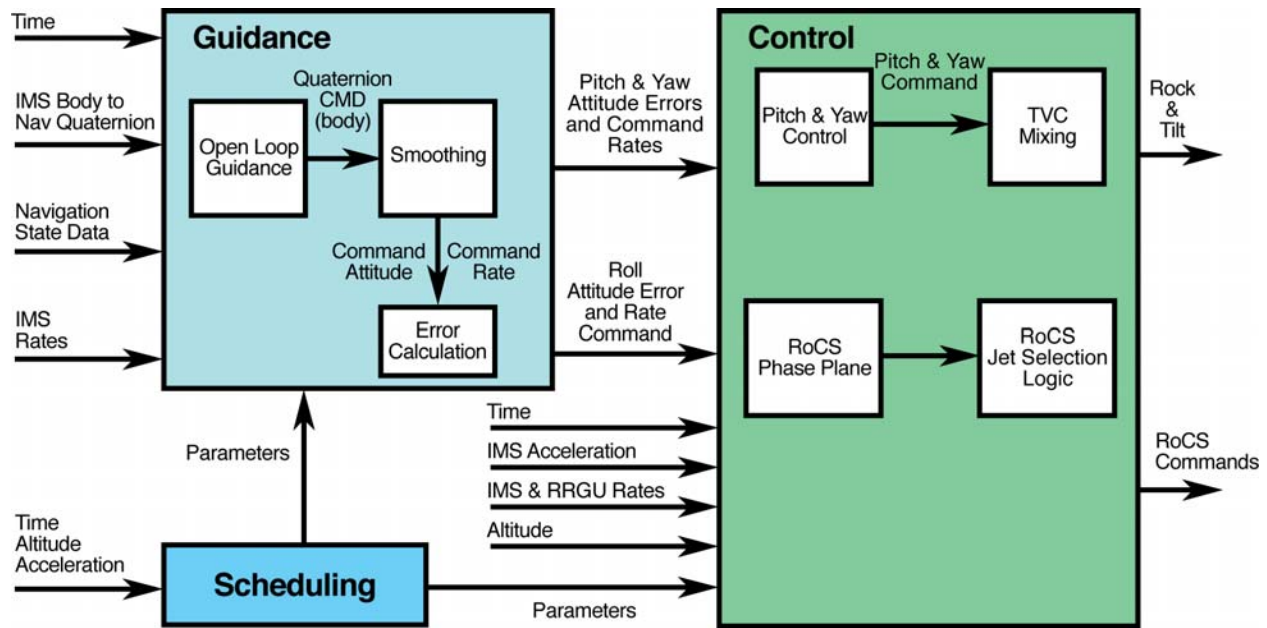 Time
IMS Body to
Nav Quaternion
Navigation
State Data
IMS
Rates
Guidance
Quaternion
CMD
(body)
Open Loop
Guidance
Smoothing
Command
Attitude
Command
Rate
Error
Calculation
Pitch & Yaw
Attitude Errors
and Command
Rates
Roll
Attitude Error
and Rate
Command
Control
Pitch & Yaw
Command
Pitch & Yaw
Control
TVC
Mixing
RoCS
Phase Plane
RoCS
Jet Selection
Logic
Rock
&
Tilt
RoCS
Commands
Time
IMS Acceleration
IMS & RRGU Rates
Altitude
Parameters
Time
Altitude
Acceleration
Scheduling
Parameters